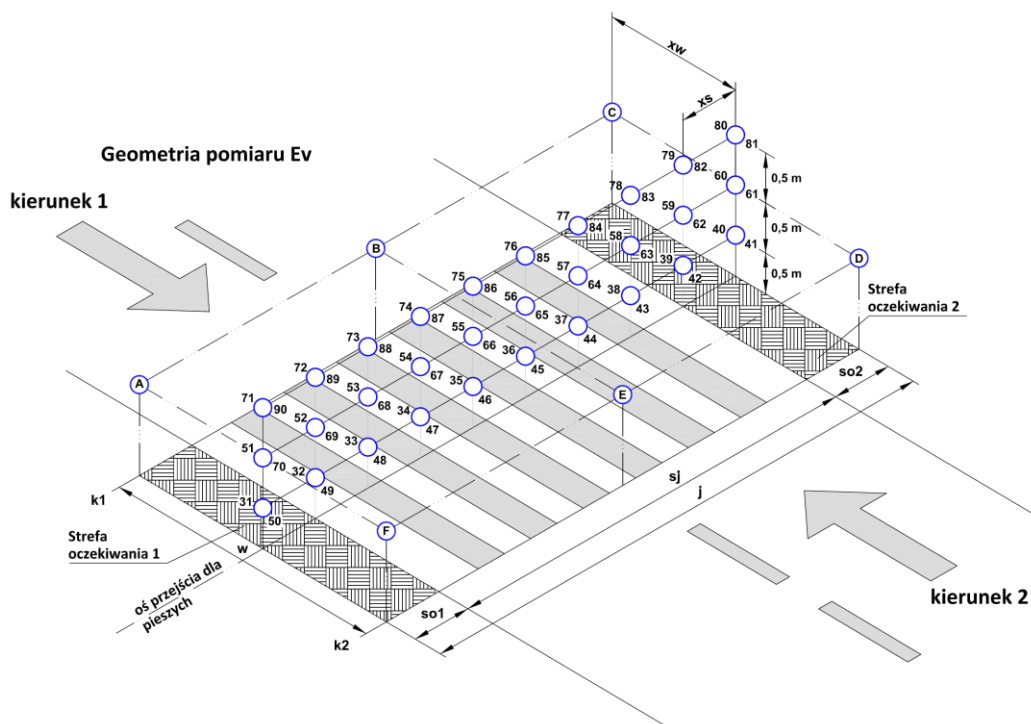 xw
xs
C
80
81
Geometria pomiaru Ev
79
82
0,5 m
kierunek 1
78
83
60
61
59
62
0,5 m
77
84
58
63
40
41
B
76
85
39
42
0,5 m
D
57
64
75
86
38
43
Strefa
oczekiwania 2
56
65
74
87
37
44
55
66
73
88
36
45
so2
54
67
72
89
35
46
A
E
53
68
71
90
34
47
52
69
33
48
51
70
32
49
sj
j
k1
31
50
F
Strefa
oczekiwania 1
w
oś przejścia dla
pieszych
so1
kierunek 2
k2